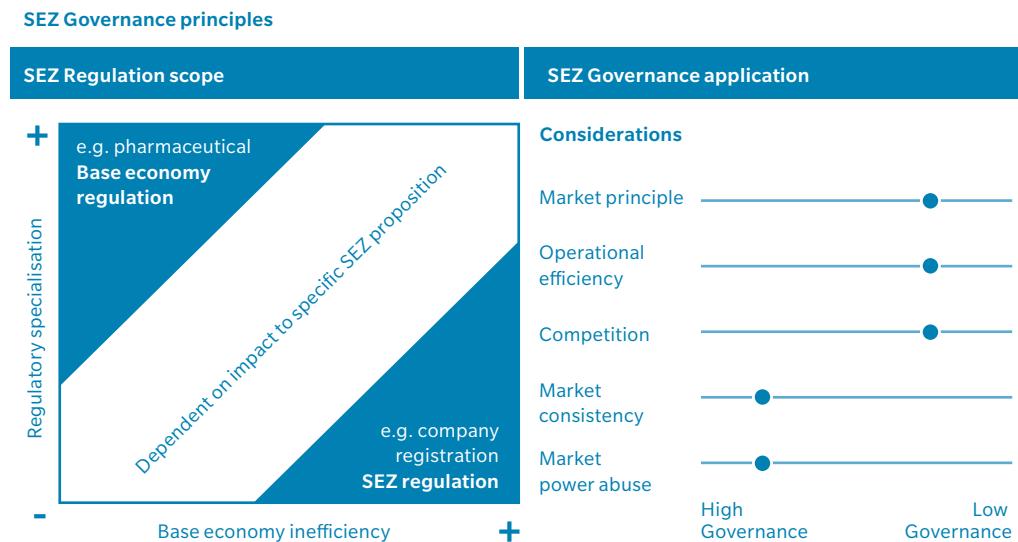 SEZ Governance principles
SEZ Regulation scope
+
e.g. pharmaceutical
Base economy
regulation
Regulatory specialisation
Dependent on impact to specific SEZ proposition
e.g. company
registration
SEZ regulation
-
Base economy inefficiency
+
SEZ Governance application
Considerations
Market principle
Operational
efficiency
Competition
Market
consistency
Market
power abuse
High
Governance
Low
Governance